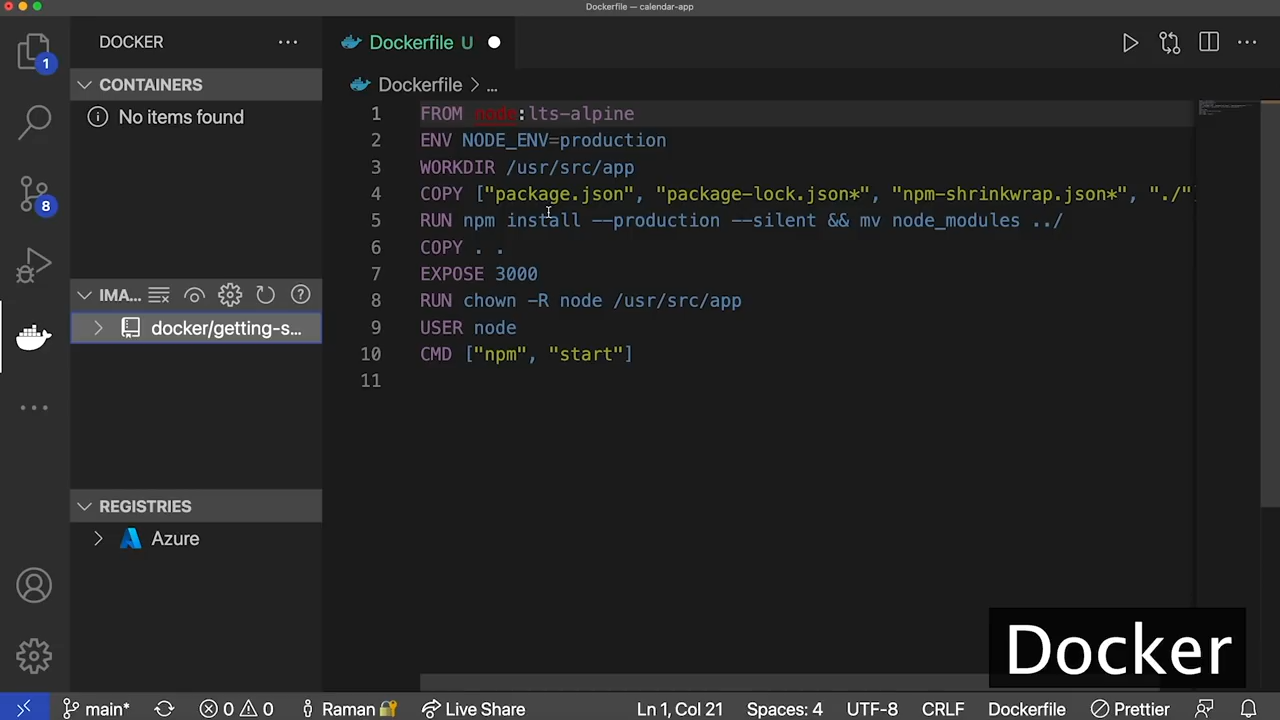 Dockerfile — calendar-app
DOCKER
Dockerfile U
Dockerfile > ...
CONTAINERS
No items found
1 FROM node:lts-alpine
2 ENV NODE_ENV=production
3 WORKDIR /usr/src/app
4 COPY ["package.json", "package-lock.json*", "npm-shrinkwrap.json*", "./"]
5 RUN npm install --production --silent && mv node_modules ../
6 COPY . .
7 EXPOSE 3000
8 RUN chown -R node /usr/src/app
9 USER node
10 CMD ["npm", "start"]
11
1
8
IMA...
docker/getting-s...
REGISTRIES
Azure
Docker
main*
0
0
Raman
Live Share
Ln 1, Col 21
Spaces: 4
UTF-8
CRLF
Dockerfile
Prettier